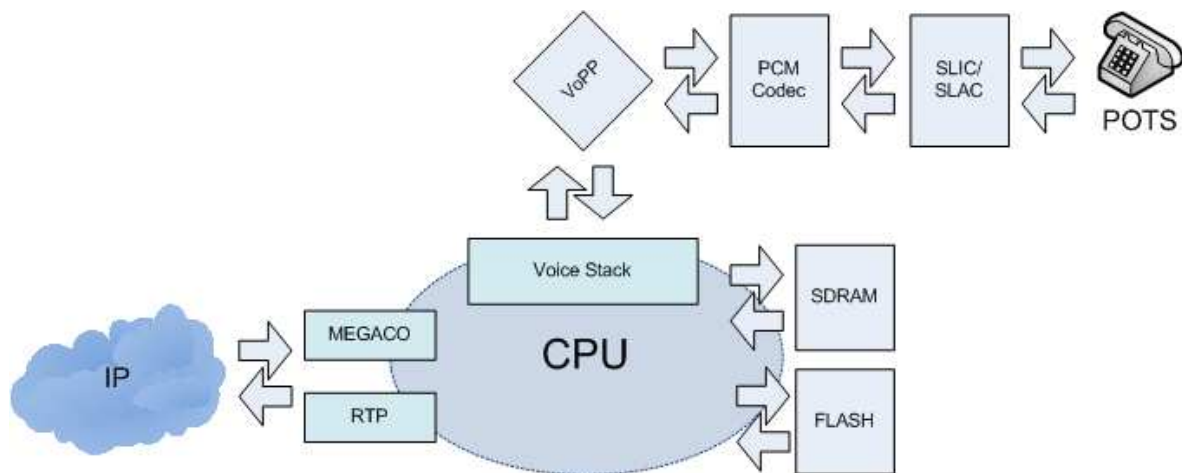 VoPP
PCM
Codec
SLIC/
SLAC
POTS
Voice Stack
SDRAM
MEGACO
CPU
IP
RTP
FLASH